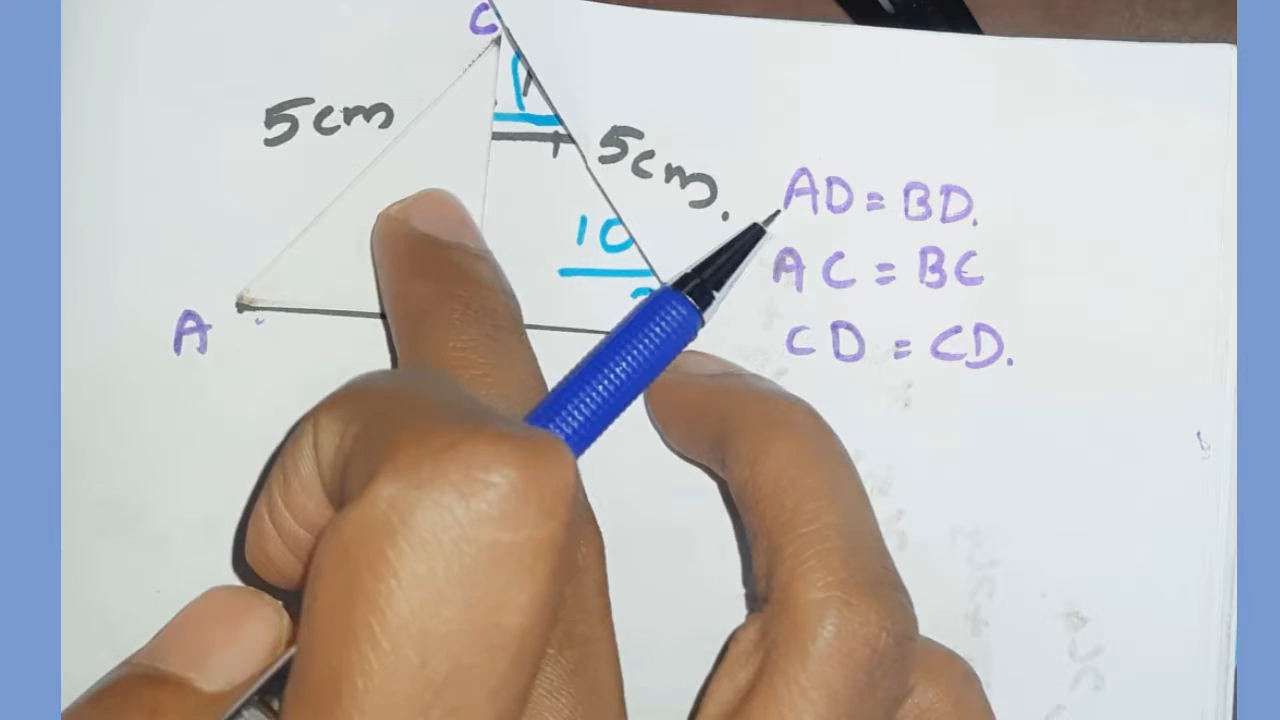 C
5cm
5cm.
10
A
AD = BD.
AC = BC
CD = CD.